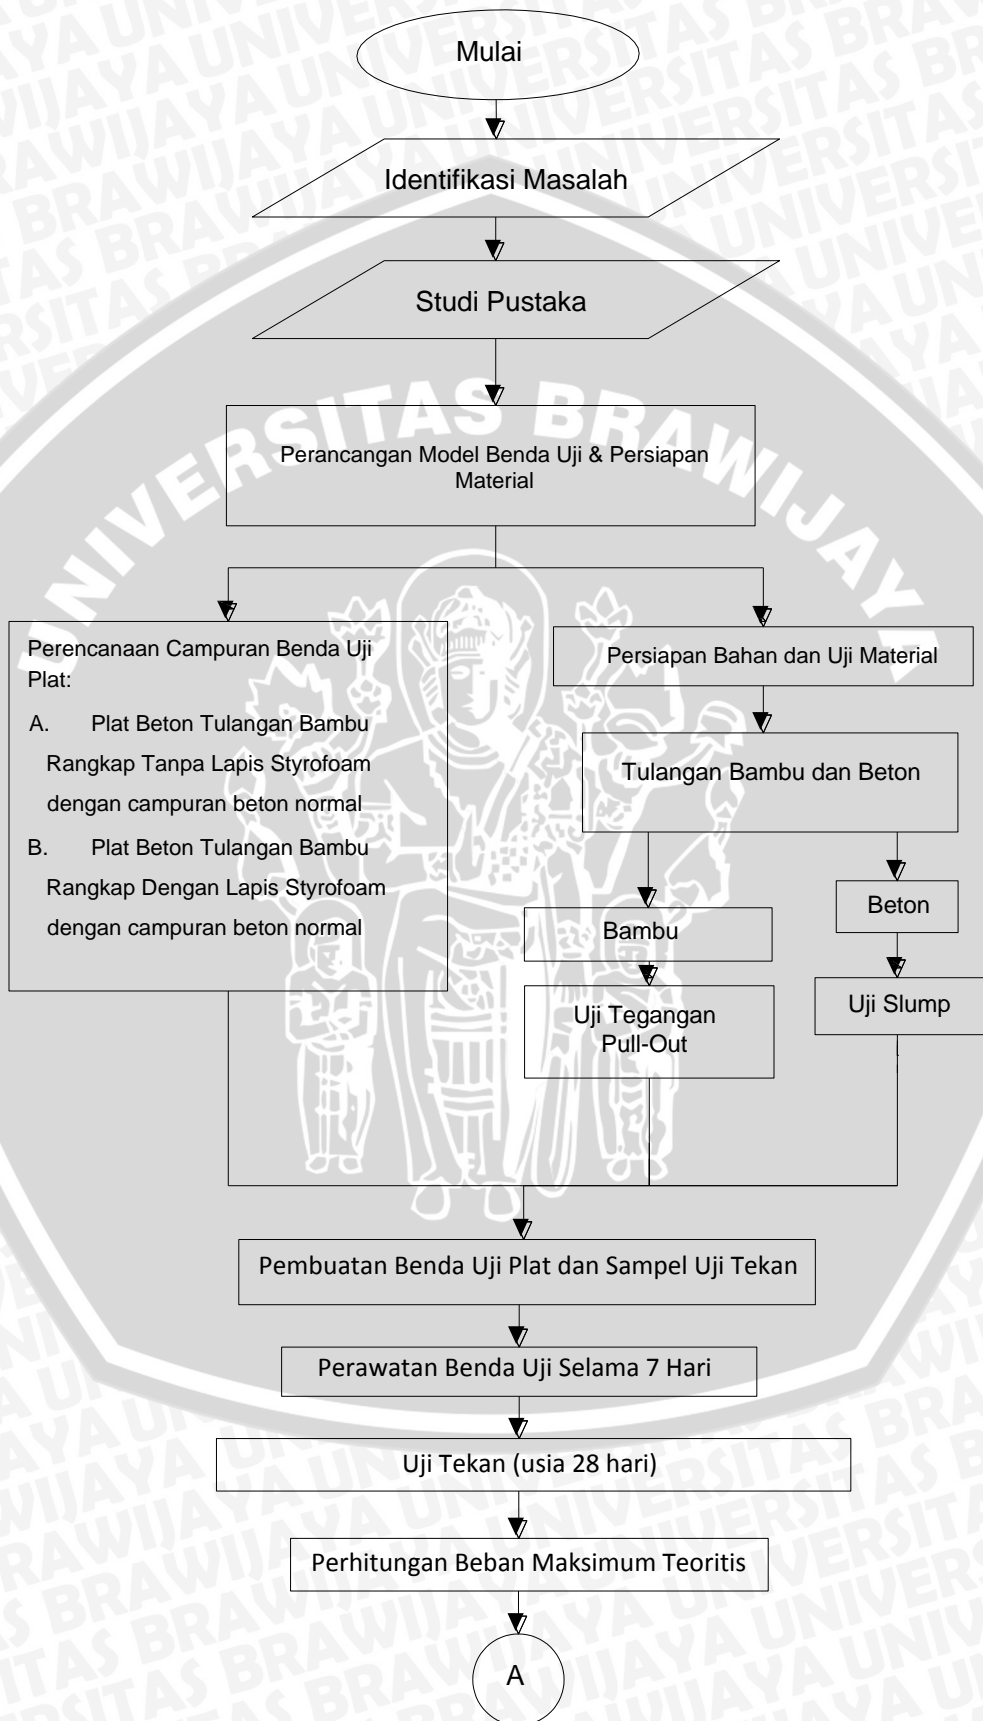 Mulai
Identifikasi Masalah
Studi Pustaka
UNIVERSITAS BRAWIJAYA
Perancangan Model Benda Uji & Persiapan
Material
Perencanaan Campuran Benda Uji
Plat:
A. Plat Beton Tulangan Bambu
Rangkap Tanpa Lapis Styrofoam
dengan campuran beton normal
B. Plat Beton Tulangan Bambu
Rangkap Dengan Lapis Styrofoam
dengan campuran beton normal
Persiapan Bahan dan Uji Material
Tulangan Bambu dan Beton
Bambu
Beton
Uji Tegangan
Pull-Out
Uji Slump
Pembuatan Benda Uji Plat dan Sampel Uji Tekan
Perawatan Benda Uji Selama 7 Hari
Uji Tekan (usia 28 hari)
Perhitungan Beban Maksimum Teoritis
A